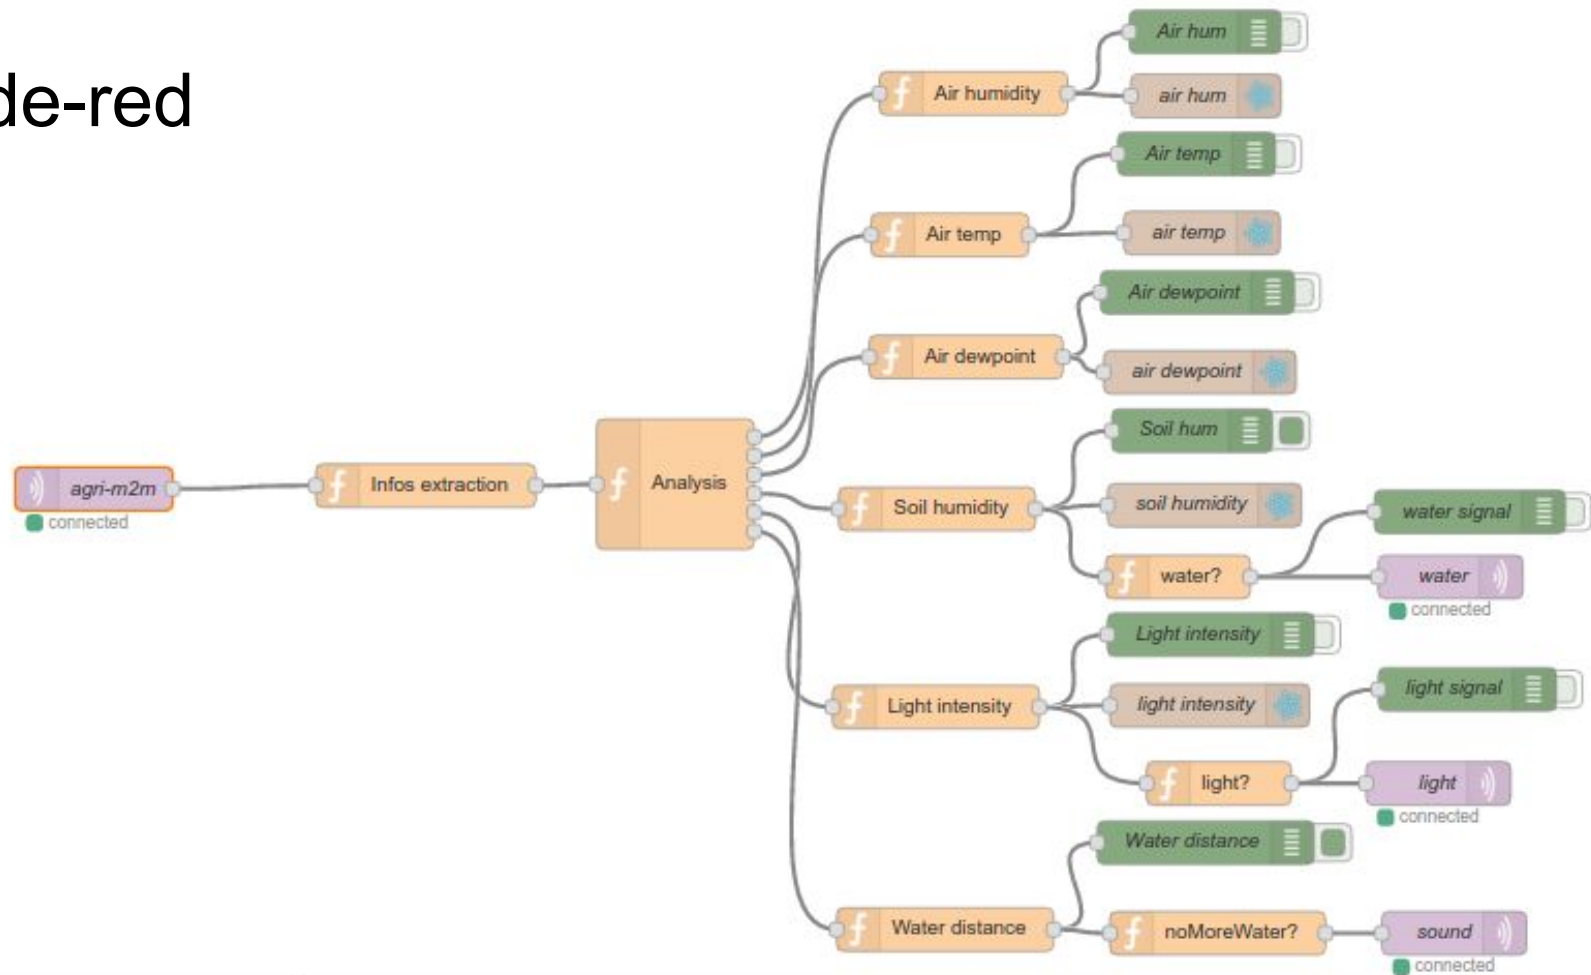 de-red
Air hum
Air humidity
air hum
Air temp
Air temp
air temp
Air dewpoint
Air dewpoint
air dewpoint
Soil hum
agri-m2m
connected
Infos extraction
Analysis
Soil humidity
soil humidity
water signal
water?
water
connected
Light intensity
Light intensity
light intensity
light signal
light?
light
connected
Water distance
Water distance
noMoreWater?
sound
connected